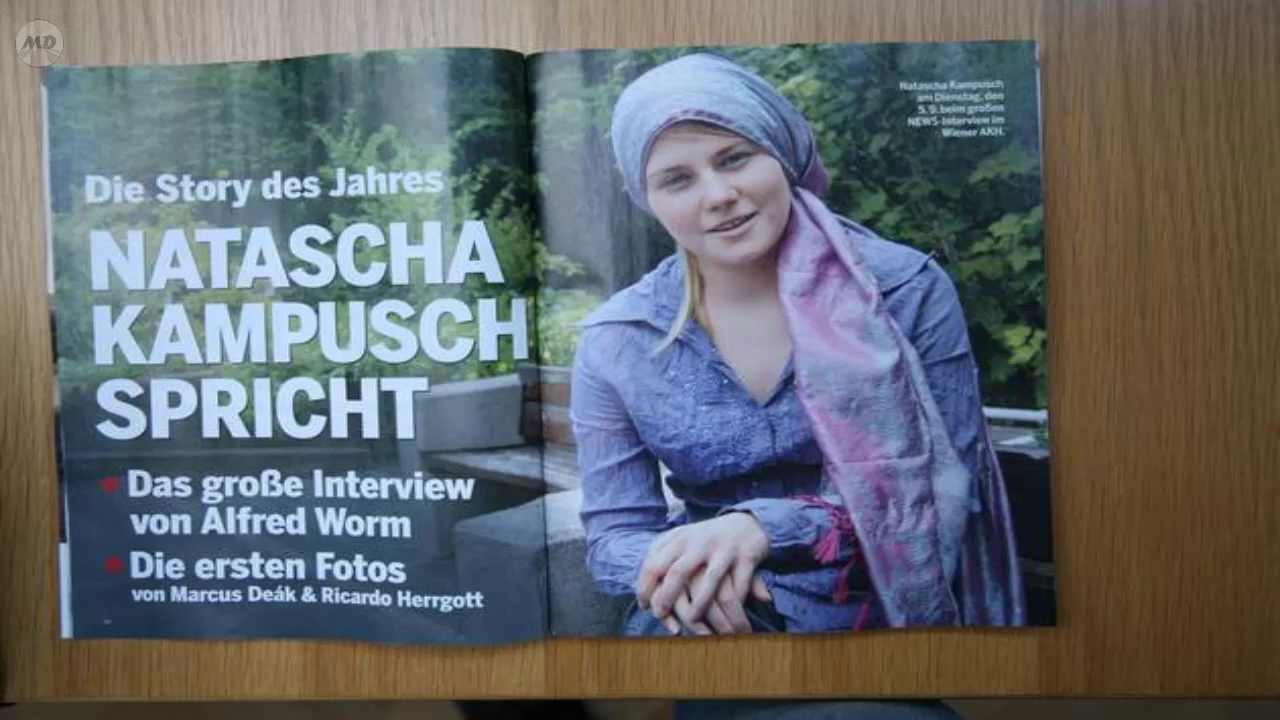 MD
Die Story des Jahres
NATASCHA
KAMPUSCH
SPRICHT
Das große Interview
von Alfred Worm
Die ersten Fotos
von Marcus Deák & Ricardo Herrgott
Natascha Kampusch
am Dienstag, den
5. 9. beim großen
NEWS-Interview im
Wiener AKH.